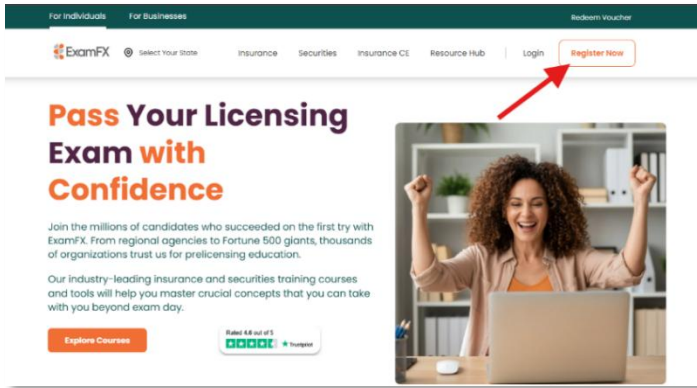 For Individuals For Businesses Redeem Voucher
ExamFX Select Your State Insurance Securities Insurance CE Resource Hub Login Register Now
Pass Your Licensing
Exam with
Confidence
Join the millions of candidates who succeeded on the first try with
ExamFX. From regional agencies to Fortune 500 giants, thousands
of organizations trust us for prelicensing education.
Our industry-leading insurance and securities training courses
and tools will help you master crucial concepts that you can take
with you beyond exam day.
Explore Courses
Rated 4.6 out of 5
Trustpilot